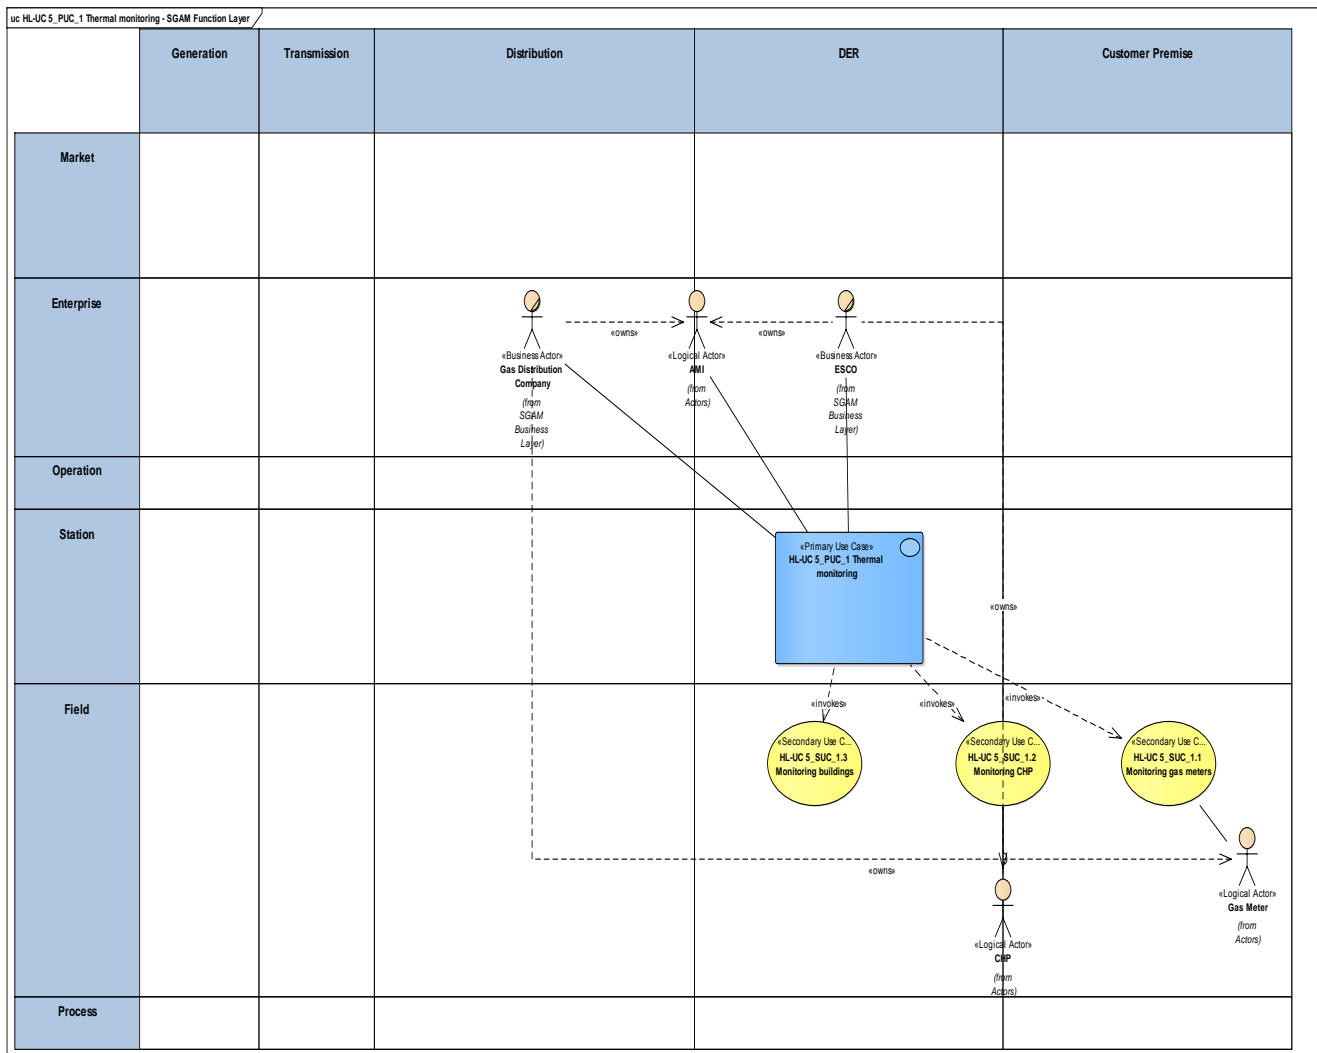 uc HL-UC 5_PUC_1 Thermal monitoring - SGAM Function Layer
Generation
Transmission
Distribution
DER
Customer Premise
Market
Enterprise
«owns»
«owns»
«Business Actor»
Gas Distribution
Company
(from
SGAM
Business
Layer)
«Logical Actor»
AMI
(from
Actors)
«Business Actor»
ESCO
(from
SGAM
Business
Layer)
Operation
Station
«Primary Use Case»
HL-UC 5_PUC_1 Thermal
monitoring
«owns»
Field
«invokes»
«invokes»
«invokes»
«Secondary Use C...
HL-UC 5_SUC_1.3
Monitoring buildings
«Secondary Use C...
HL-UC 5_SUC_1.2
Monitoring CHP
«Secondary Use C...
HL-UC 5_SUC_1.1
Monitoring gas meters
«owns»
«Logical Actor»
Gas Meter
(from
Actors)
«Logical Actor»
CHP
(from
Actors)
Process